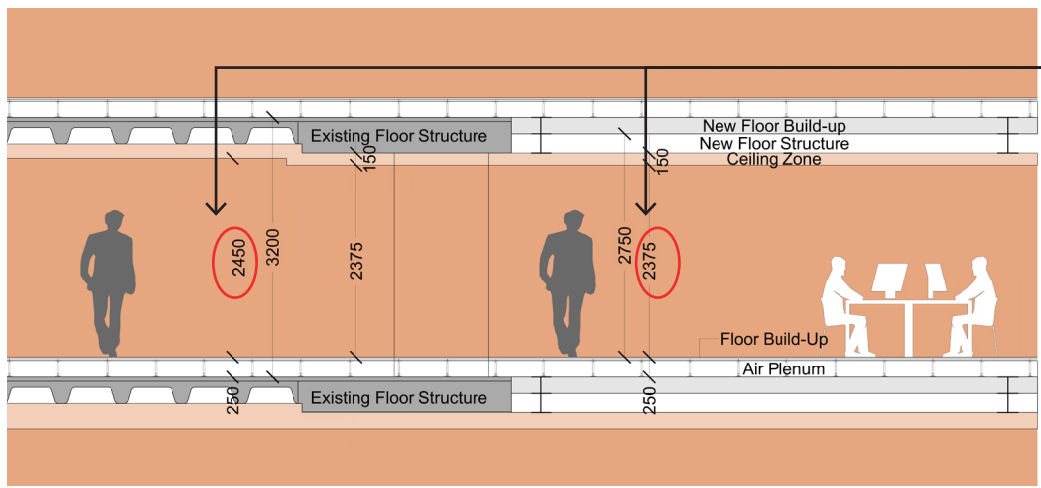 New Floor Build-up
Existing Floor Structure
New Floor Structure
150
150
Ceiling Zone
2450
3200
2375
2750
2375
Floor Build-Up
Air Plenum
250
Existing Floor Structure
250